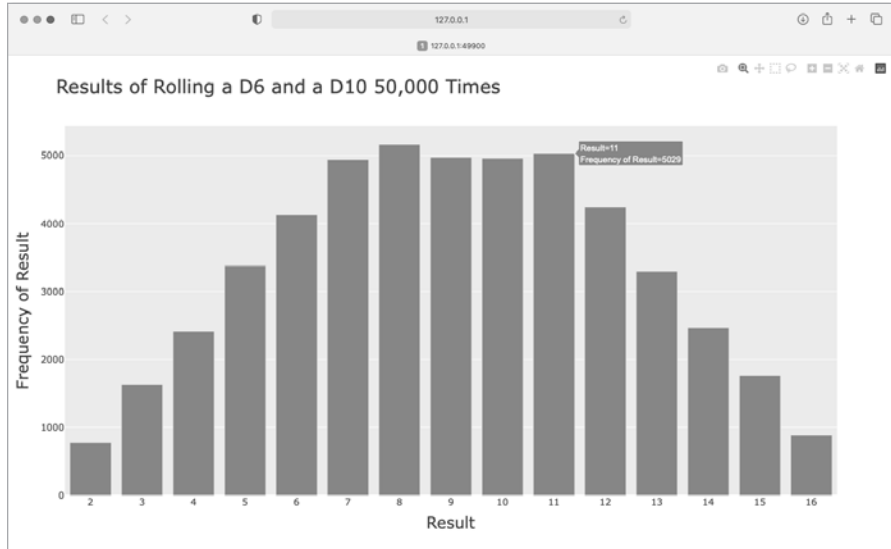 127.0.0.1
1 127.0.0.1:49900
Results of Rolling a D6 and a D10 50,000 Times
Result=11
Frequency of Result=5029
Frequency of Result
5000
4000
3000
2000
1000
0
2 3 4 5 6 7 8 9 10 11 12 13 14 15 16
Result